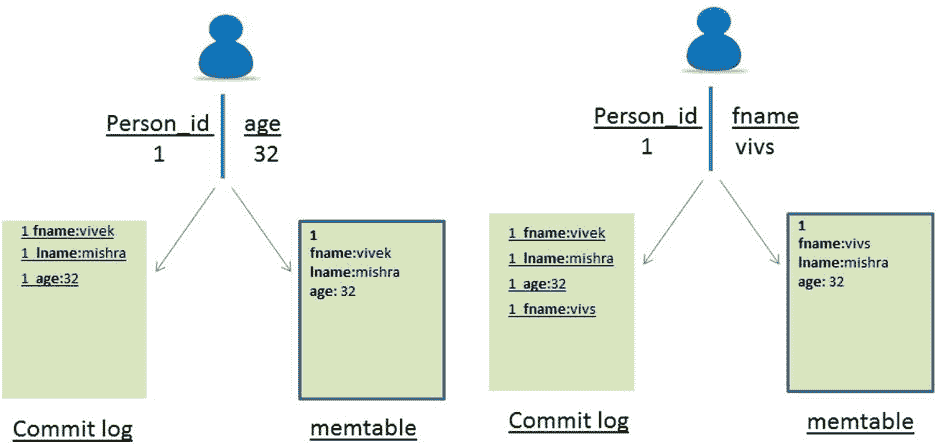 Person_id age
1 32
1 fname:vivek
1 lname:mishra
1 age:32
Commit log
1
fname:vivek
lname:mishra
age: 32
memtable
Person_id fname
1 vivs
1 fname:vivek
1 lname:mishra
1 age:32
1 fname:vivs
Commit log
1
fname:vivs
lname:mishra
age: 32
memtable